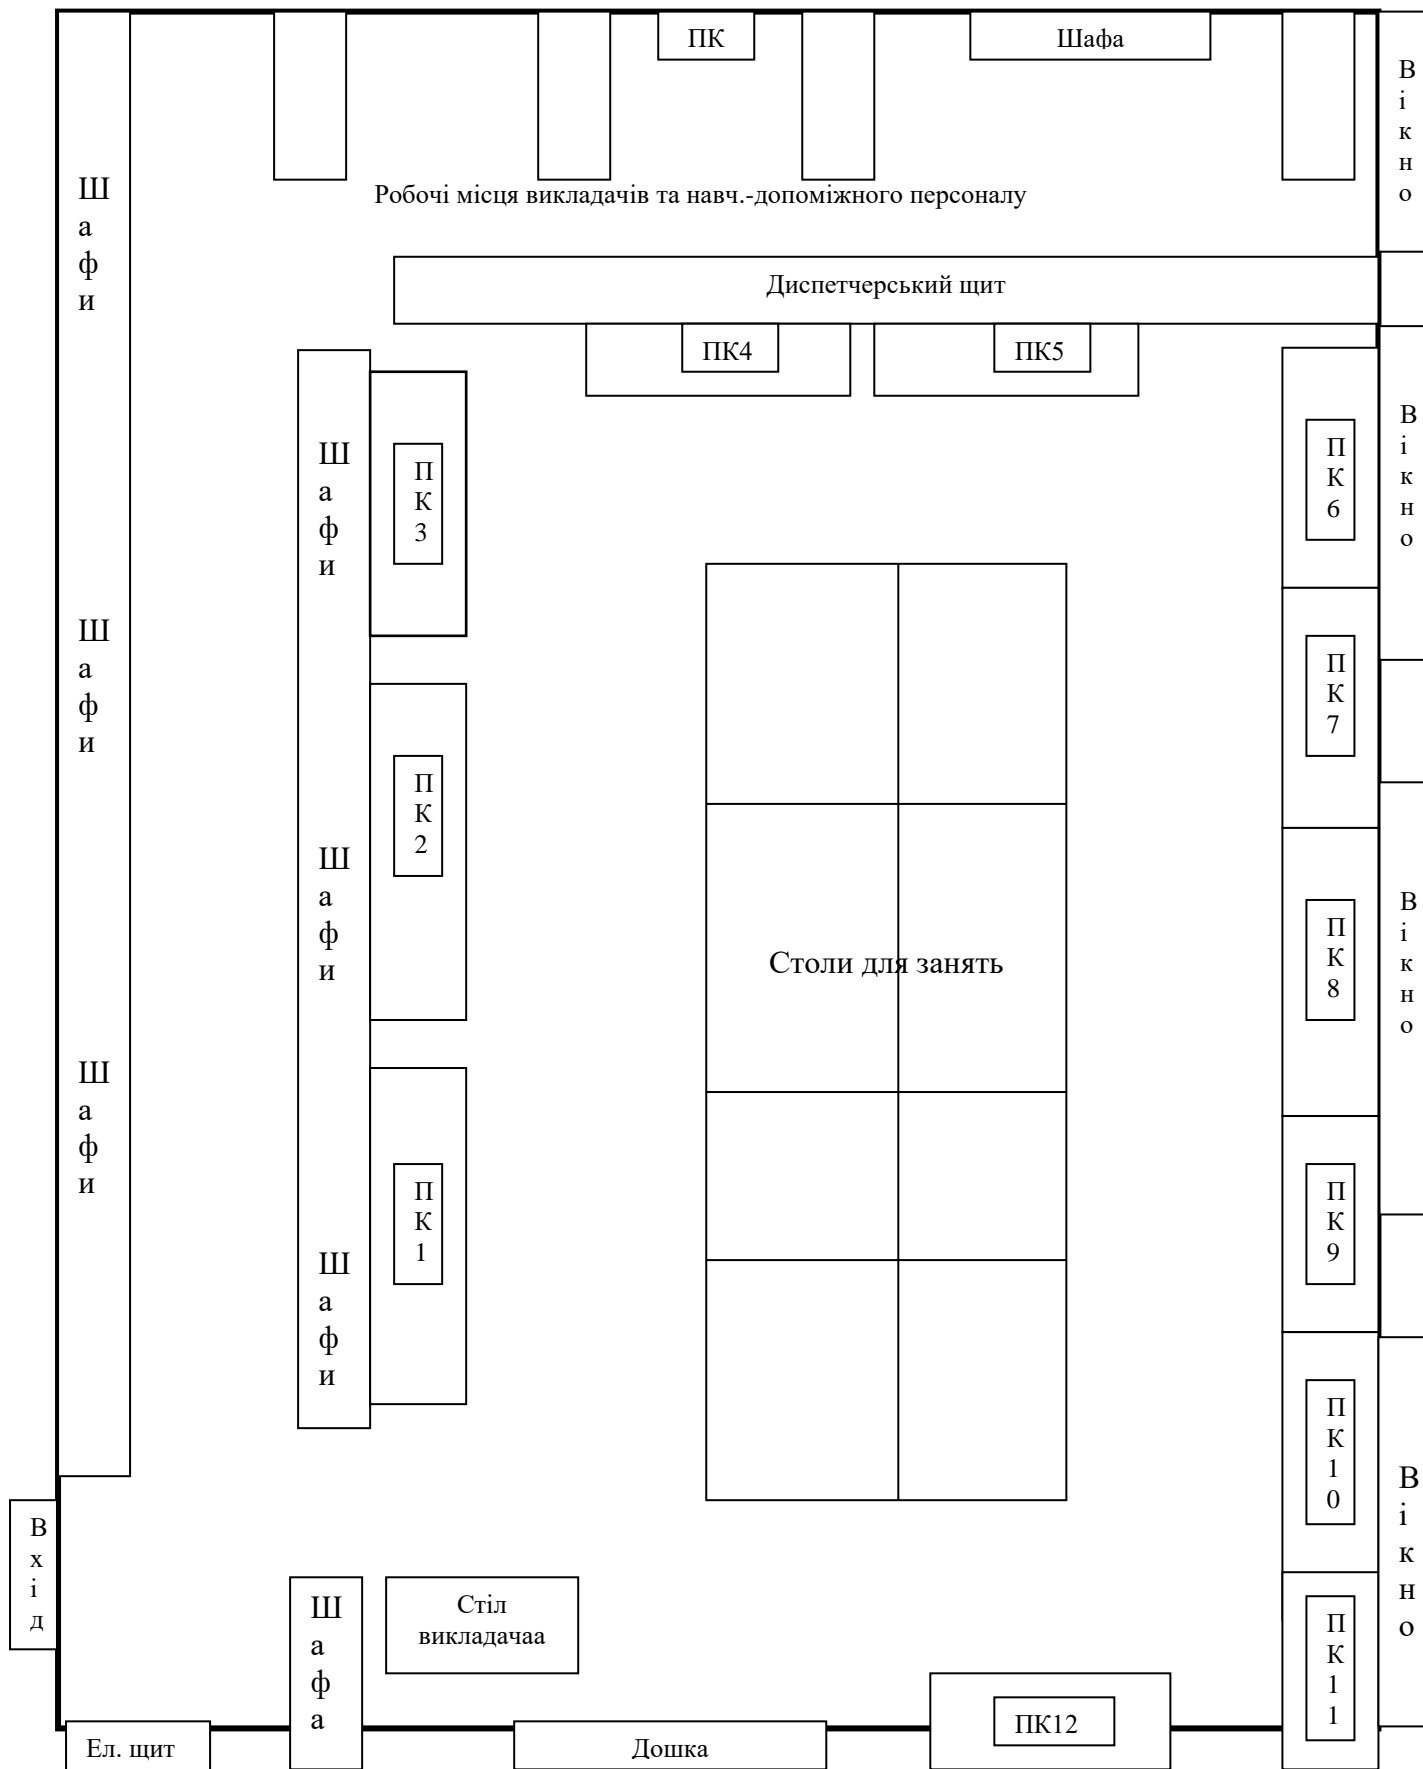 ПК
Шафа
Вікно
Шафи
Робочі місця викладачів та навч.-допоміжного персоналу
Диспетчерський щит
ПК4
ПК5
Шафи
ПК3
ПК6
Вікно
Шафи
ПК7
ПК2
Шафи
Столи для занять
ПК8
Вікно
Шафи
ПК1
ПК9
Шафи
ПК10
Вікно
Вхід
Шафа
Стіл
викладачаа
ПК11
ПК12
Ел. щит
Дошка